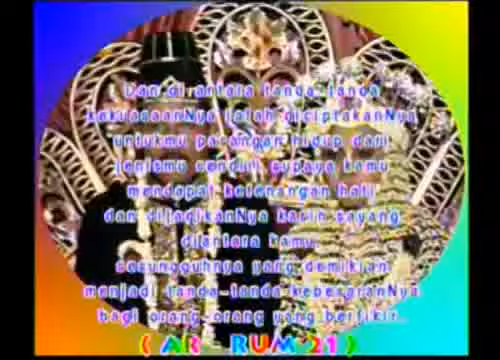 Dan di antara tanda-tanda
kekuasaanNya ialah diciptakanNya
untukmu pasangan hidup dari
jenismu sendiri supaya kamu
mendapat ketenangan hati
dan dijadikanNya kasih sayang
diantara kamu,
sesungguhnya yang demikian
menjadi tanda-tanda kebesaranNya
bagi orang-orang yang berfikir.
( AR - RUM 21 )